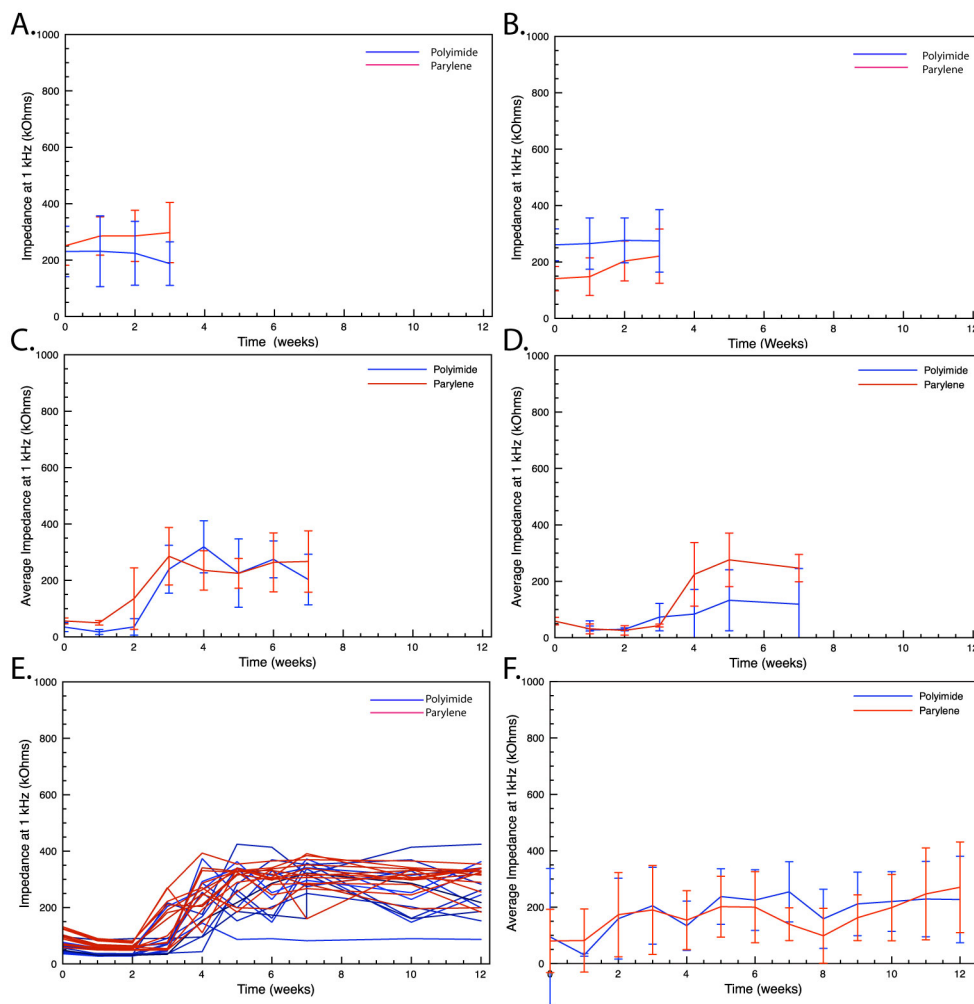 A.
1000
800
600
400
200
0
Impedance at 1 kHz (kOhms)
Polyimide
Parylene
0 2 4 6 8 10 12
Time (weeks)
B.
1000
800
600
400
200
0
Impedance at 1kHz (kOhms)
Polyimide
Parylene
0 2 4 6 8 10 12
Time (Weeks)
C.
1000
800
600
400
200
0
Average Impedance at 1 kHz (kOhms)
Polyimide
Parylene
0 2 4 6 8 10 12
Time (weeks)
D.
1000
800
600
400
200
0
Average Impedance at 1 kHz (kOhms)
Polyimide
Parylene
0 2 4 6 8 10 12
Time (weeks)
E.
1000
800
600
400
200
0
Impedance at 1 kHz (kOhms)
Polyimide
Parylene
0 2 4 6 8 10 12
Time (weeks)
F.
1000
800
600
400
200
0
Average Impedance at 1kHz (kOhms)
Polyimide
Parylene
0 2 4 6 8 10 12
Time (weeks)